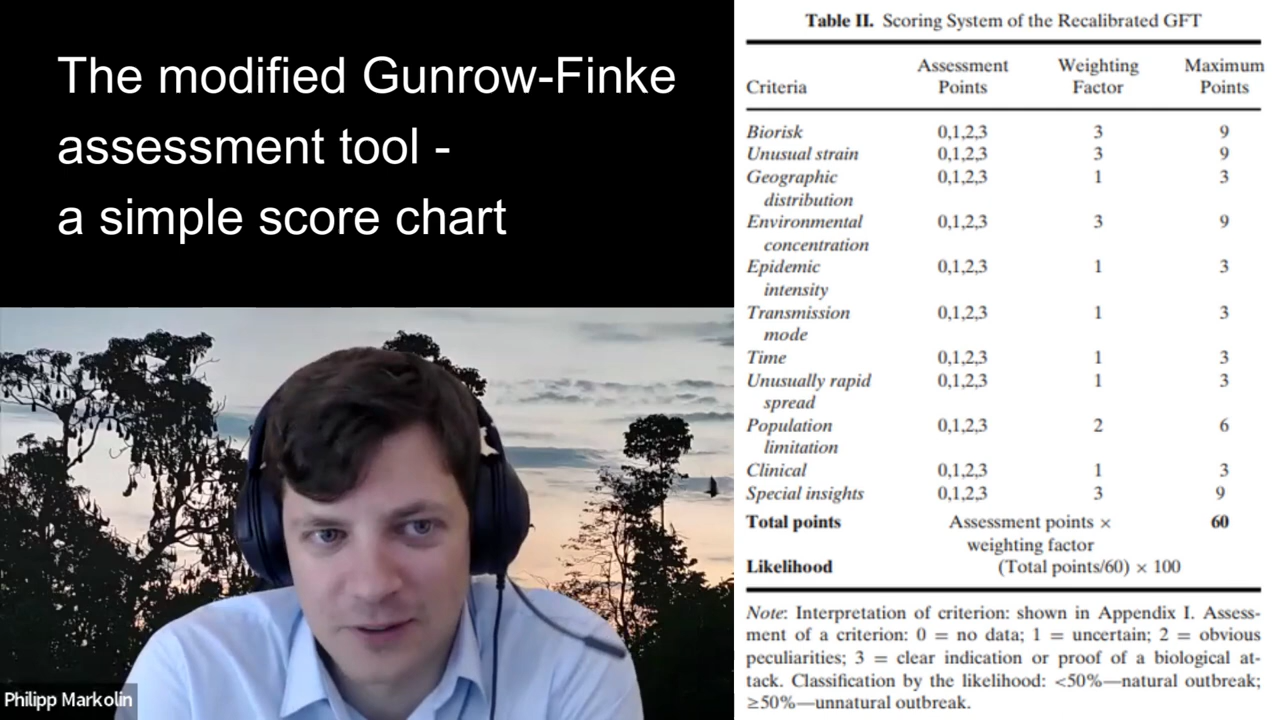 The modified Gunrow-Finke
assessment tool -
a simple score chart
Philipp Markolin
Table II. Scoring System of the Recalibrated GFT
Criteria Assessment Points Weighting Factor Maximum Points
Biorisk 0,1,2,3 3 9
Unusual strain 0,1,2,3 3 9
Geographic distribution 0,1,2,3 1 3
Environmental concentration 0,1,2,3 3 9
Epidemic intensity 0,1,2,3 1 3
Transmission mode 0,1,2,3 1 3
Time 0,1,2,3 1 3
Unusually rapid spread 0,1,2,3 1 3
Population limitation 0,1,2,3 2 6
Clinical 0,1,2,3 1 3
Special insights 0,1,2,3 3 9
Total points Assessment points × weighting factor 60
Likelihood (Total points/60) × 100
Note: Interpretation of criterion: shown in Appendix I. Assess-
ment of a criterion: 0 = no data; 1 = uncertain; 2 = obvious
peculiarities; 3 = clear indication or proof of a biological at-
tack. Classification by the likelihood: <50%—natural outbreak;
≥50%—unnatural outbreak.